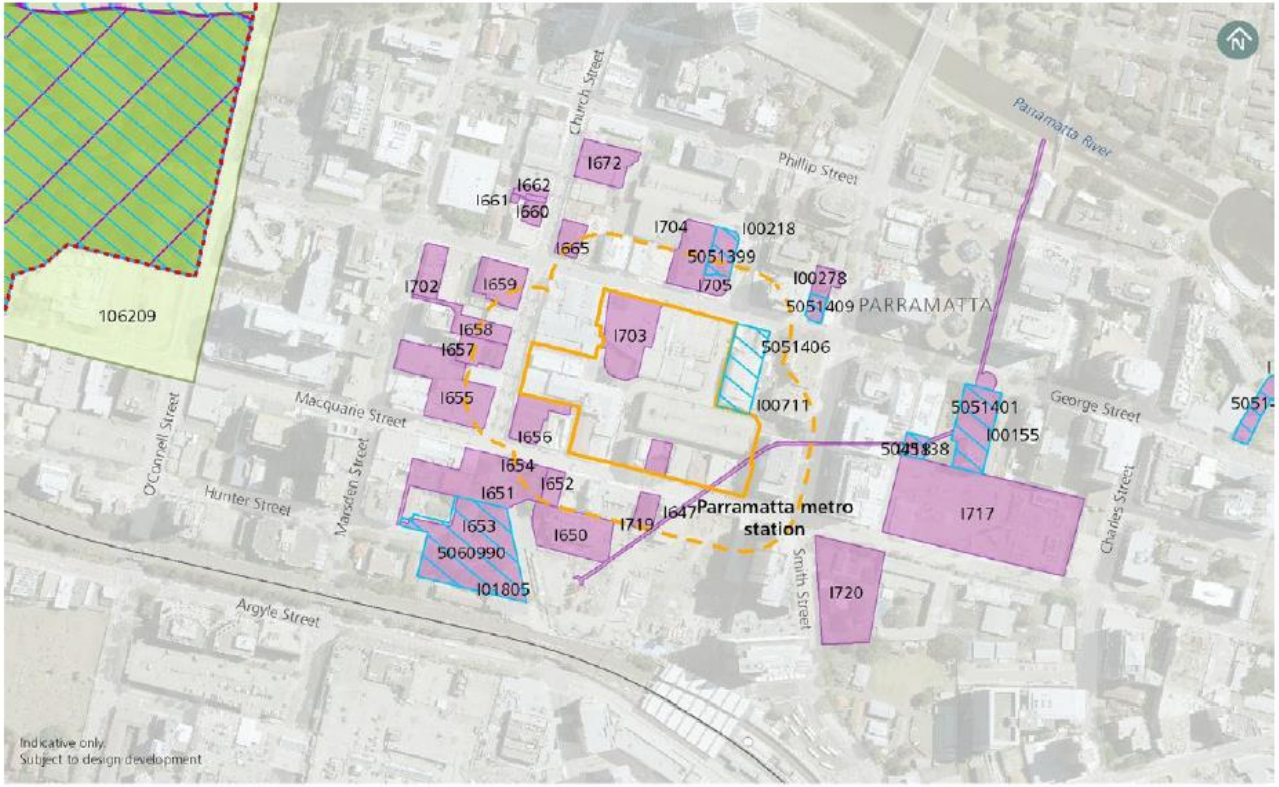 N
Church Street
Parramatta River
Phillip Street
I672
I662
I661
I660
I665
I704
I00218
5051399
I705
I00278
5051409
PARRAMATTA
I702
I659
106209
I658
I703
I657
5051406
I655
I00711
Macquarie Street
I656
O'Connell Street
Marsden Street
Hunter Street
5051401
George Street
I00155
I654
I652
I651
I653
5060990
I01805
I650
I719
I647
Parramatta metro
station
I717
Charles Street
Smith Street
I720
Argyle Street
Indicative only.
Subject to design development